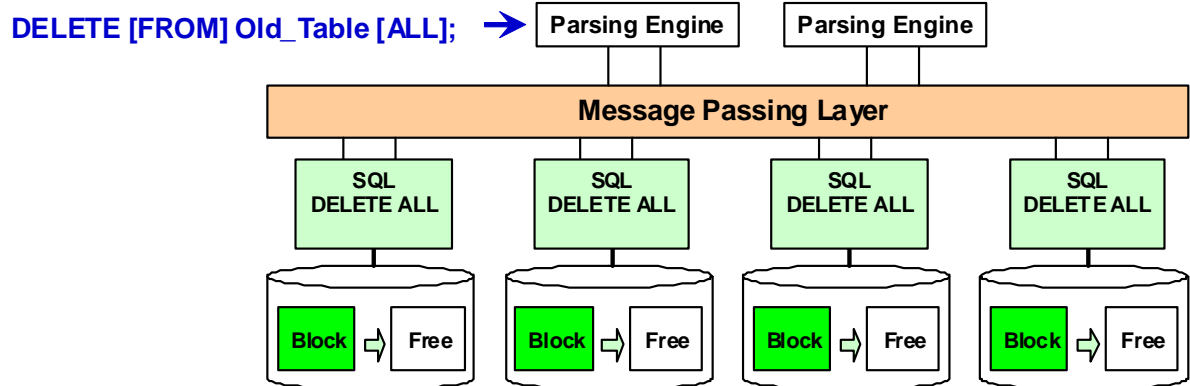 DELETE [FROM] Old_Table [ALL];
Parsing Engine
Parsing Engine
Message Passing Layer
SQL
DELETE ALL
SQL
DELETE ALL
SQL
DELETE ALL
SQL
DELETE ALL
Block
Free
Block
Free
Block
Free
Block
Free